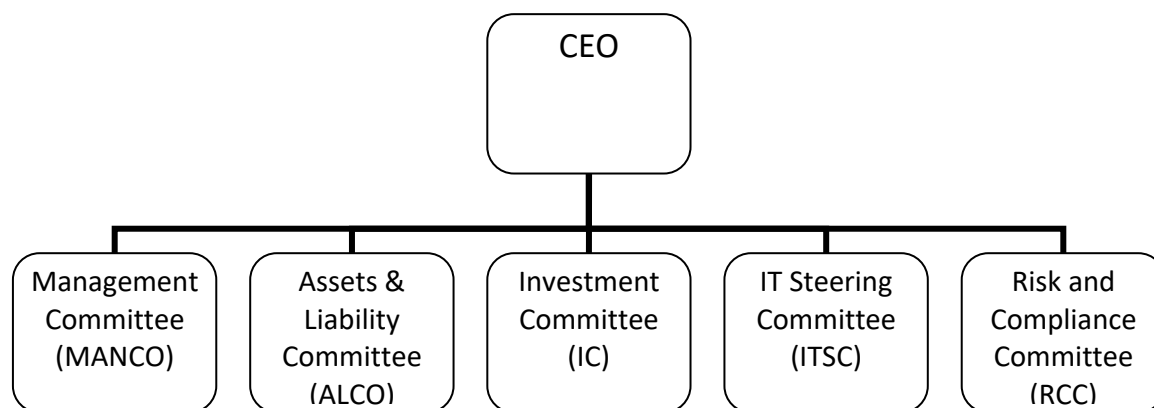 CEO
Management
Committee
(MANCO)
Assets &
Liability
Committee
(ALCO)
Investment
Committee
(IC)
IT Steering
Committee
(ITSC)
Risk and
Compliance
Committee
(RCC)